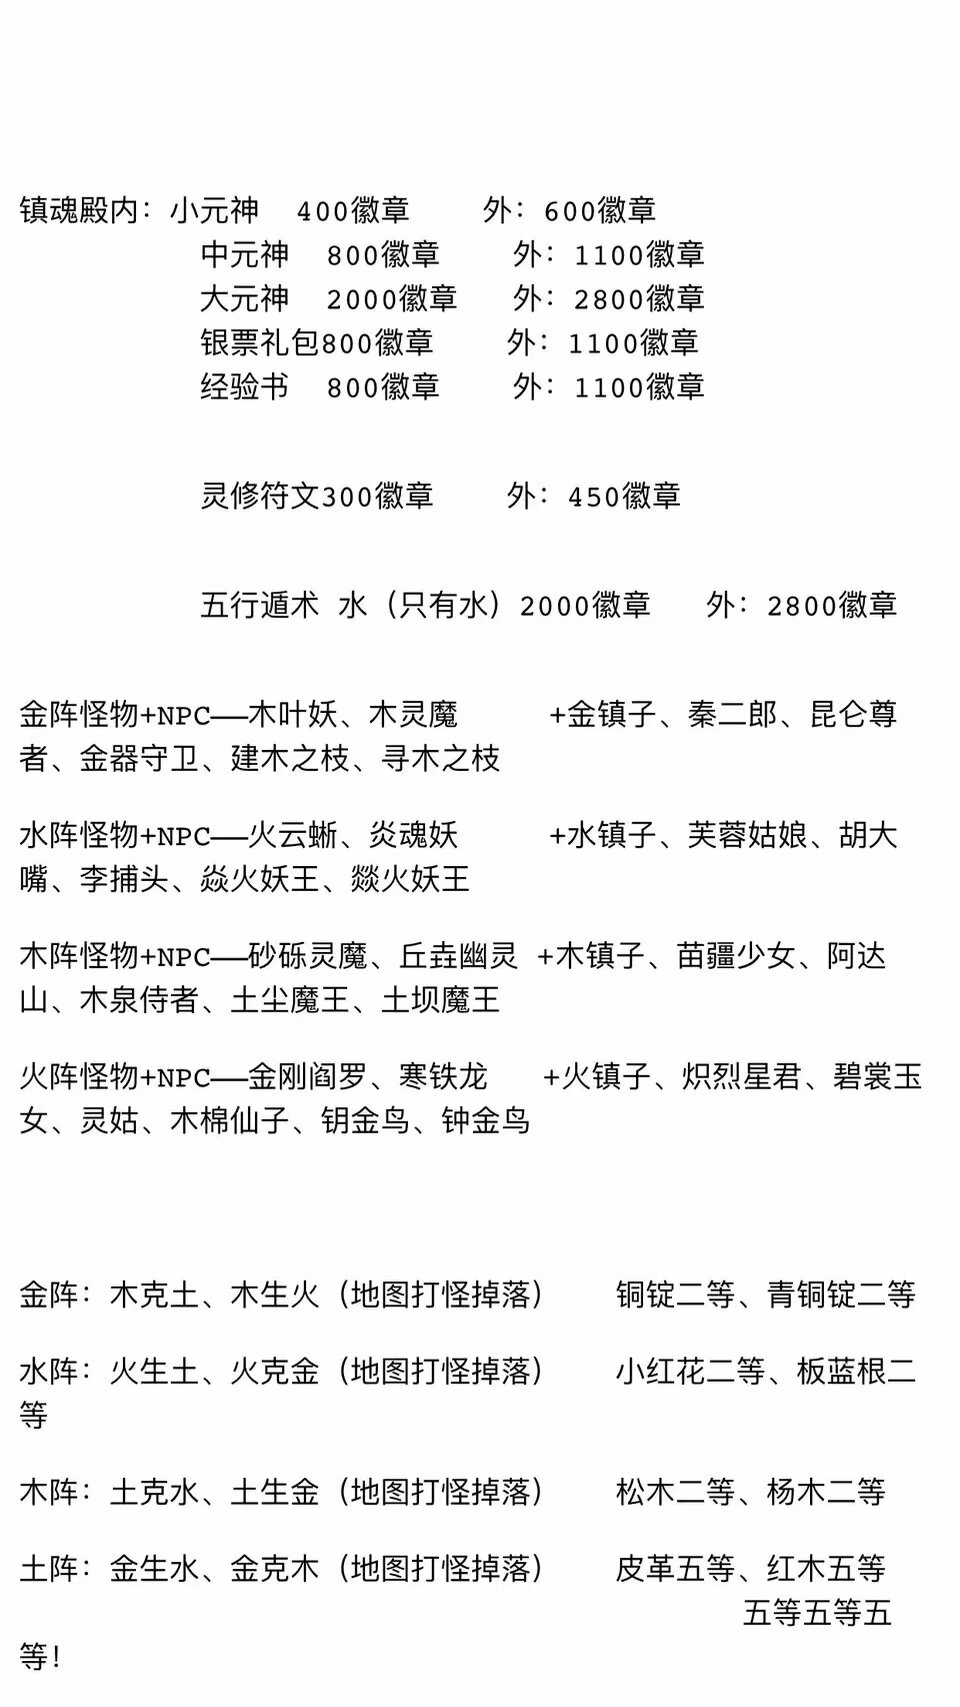 镇魂殿内：小元神 400徽章 外：600徽章
中元神 800徽章 外：1100徽章
大元神 2000徽章 外：2800徽章
银票礼包800徽章 外：1100徽章
经验书 800徽章 外：1100徽章
灵修符文300徽章 外：450徽章
五行遁术 水（只有水）2000徽章 外：2800徽章
金阵怪物+NPC——木叶妖、木灵魔 +金镇子、秦二郎、昆仑尊
者、金器守卫、建木之枝、寻木之枝
水阵怪物+NPC——火云蜥、炎魂妖 +水镇子、芙蓉姑娘、胡大
嘴、李捕头、焱火妖王、燚火妖王
木阵怪物+NPC——砂砾灵魔、丘垚幽灵 +木镇子、苗疆少女、阿达
山、木泉侍者、土尘魔王、土坝魔王
火阵怪物+NPC——金刚阎罗、寒铁龙 +火镇子、炽烈星君、碧裳玉
女、灵姑、木棉仙子、钥金鸟、钟金鸟
金阵：木克土、木生火（地图打怪掉落） 铜锭二等、青铜锭二等
水阵：火生土、火克金（地图打怪掉落） 小红花二等、板蓝根二
等
木阵：土克水、土生金（地图打怪掉落） 松木二等、杨木二等
土阵：金生水、金克木（地图打怪掉落） 皮革五等、红木五等
五等五等五
等！